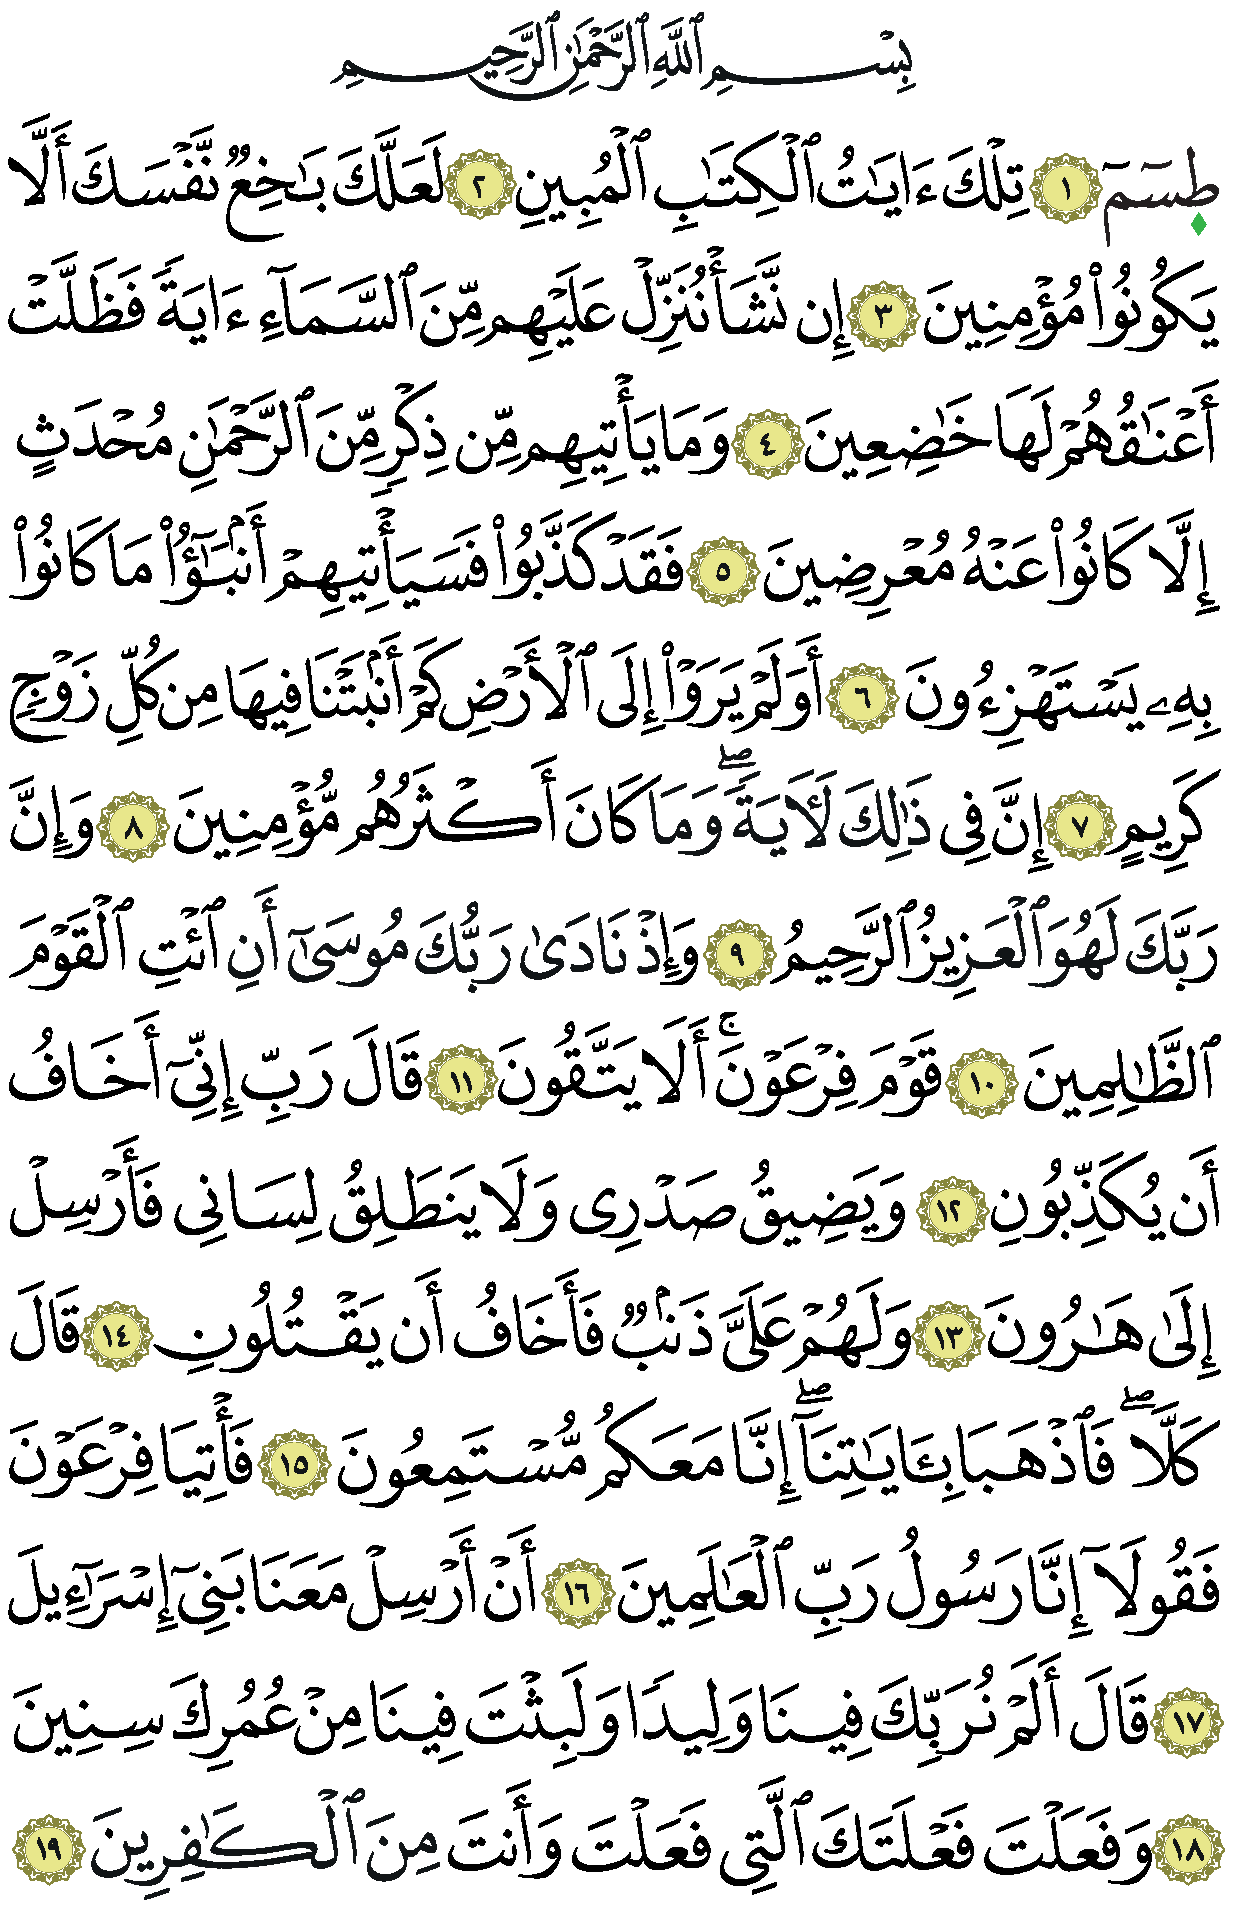 بِسْمِ ٱللَّهِ ٱلرَّحْمَٰنِ ٱلرَّحِيمِ
طسٓمٓ ١ تِلْكَ ءَايَٰتُ ٱلْكِتَٰبِ ٱلْمُبِينِ ٢ لَعَلَّكَ بَٰخِعٌ نَّفْسَكَ أَلَّا
يَكُونُوا۟ مُؤْمِنِينَ ٣ إِن نَّشَأْ نُنَزِّلْ عَلَيْهِم مِّنَ ٱلسَّمَآءِ ءَايَةً فَظَلَّتْ
أَعْنَٰقُهُمْ لَهَا خَٰضِعِينَ ٤ وَمَا يَأْتِيهِم مِّن ذِكْرٍ مِّنَ ٱلرَّحْمَٰنِ مُحْدَثٍ
إِلَّا كَانُوا۟ عَنْهُ مُعْرِضِينَ ٥ فَقَدْ كَذَّبُوا۟ فَسَيَأْتِيهِمْ أَنۢبَٰٓؤُا۟ مَا كَانُوا۟
بِهِۦ يَسْتَهْزِءُونَ ٦ أَوَلَمْ يَرَوْا۟ إِلَى ٱلْأَرْضِ كَمْ أَنۢبَتْنَا فِيهَا مِن كُلِّ زَوْجٍ
كَرِيمٍ ٧ إِنَّ فِى ذَٰلِكَ لَءَايَةً ۖ وَمَا كَانَ أَكْثَرُهُم مُّؤْمِنِينَ ٨ وَإِنَّ
رَبَّكَ لَهُوَ ٱلْعَزِيزُ ٱلرَّحِيمُ ٩ وَإِذْ نَادَىٰ رَبُّكَ مُوسَىٰٓ أَنِ ٱئْتِ ٱلْقَوْمَ
ٱلظَّٰلِمِينَ ١٠ قَوْمَ فِرْعَوْنَ ۚ أَلَا يَتَّقُونَ ١١ قَالَ رَبِّ إِنِّىٓ أَخَافُ
أَن يُكَذِّبُونِ ١٢ وَيَضِيقُ صَدْرِى وَلَا يَنطَلِقُ لِسَانِى فَأَرْسِلْ
إِلَىٰ هَٰرُونَ ١٣ وَلَهُمْ عَلَىَّ ذَنۢبٌ فَأَخَافُ أَن يَقْتُلُونِ ١٤ قَالَ
كَلَّا ۖ فَٱذْهَبَا بِـَٔايَٰتِنَآ ۖ إِنَّا مَعَكُم مُّسْتَمِعُونَ ١٥ فَأْتِيَا فِرْعَوْنَ
فَقُولَآ إِنَّا رَسُولُ رَبِّ ٱلْعَٰلَمِينَ ١٦ أَنْ أَرْسِلْ مَعَنَا بَنِىٓ إِسْرَٰٓءِيلَ
١٧ قَالَ أَلَمْ نُرَبِّكَ فِينَا وَلِيدًا وَلَبِثْتَ فِينَا مِنْ عُمُرِكَ سِنِينَ
١٨ وَفَعَلْتَ فَعْلَتَكَ ٱلَّتِى فَعَلْتَ وَأَنتَ مِنَ ٱلْكَٰفِرِينَ ١٩